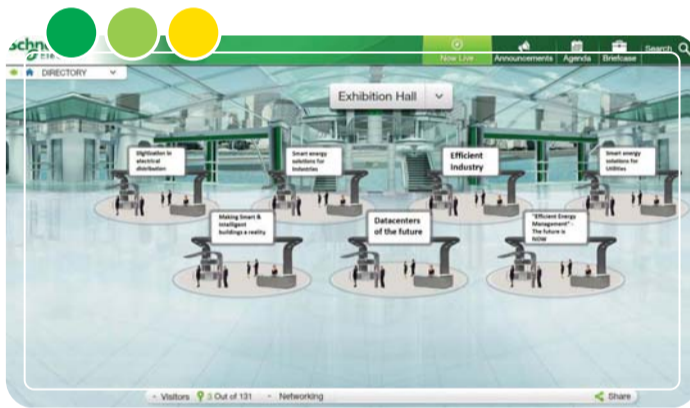 Schn
Now Live
Announcements
Agenda
Briefcase
Search
DIRECTORY
Exhibition Hall
Digitisation in
electrical
distribution
Smart energy
solutions for
Industries
Efficient
Industry
Smart energy
solutions for
Utilities
Making Smart &
Intelligent
buildings a reality
Datacenters
of the future
"Efficient Energy
Management" -
The future is
NOW
- Visitors 3 Out of 131 - Networking
Share